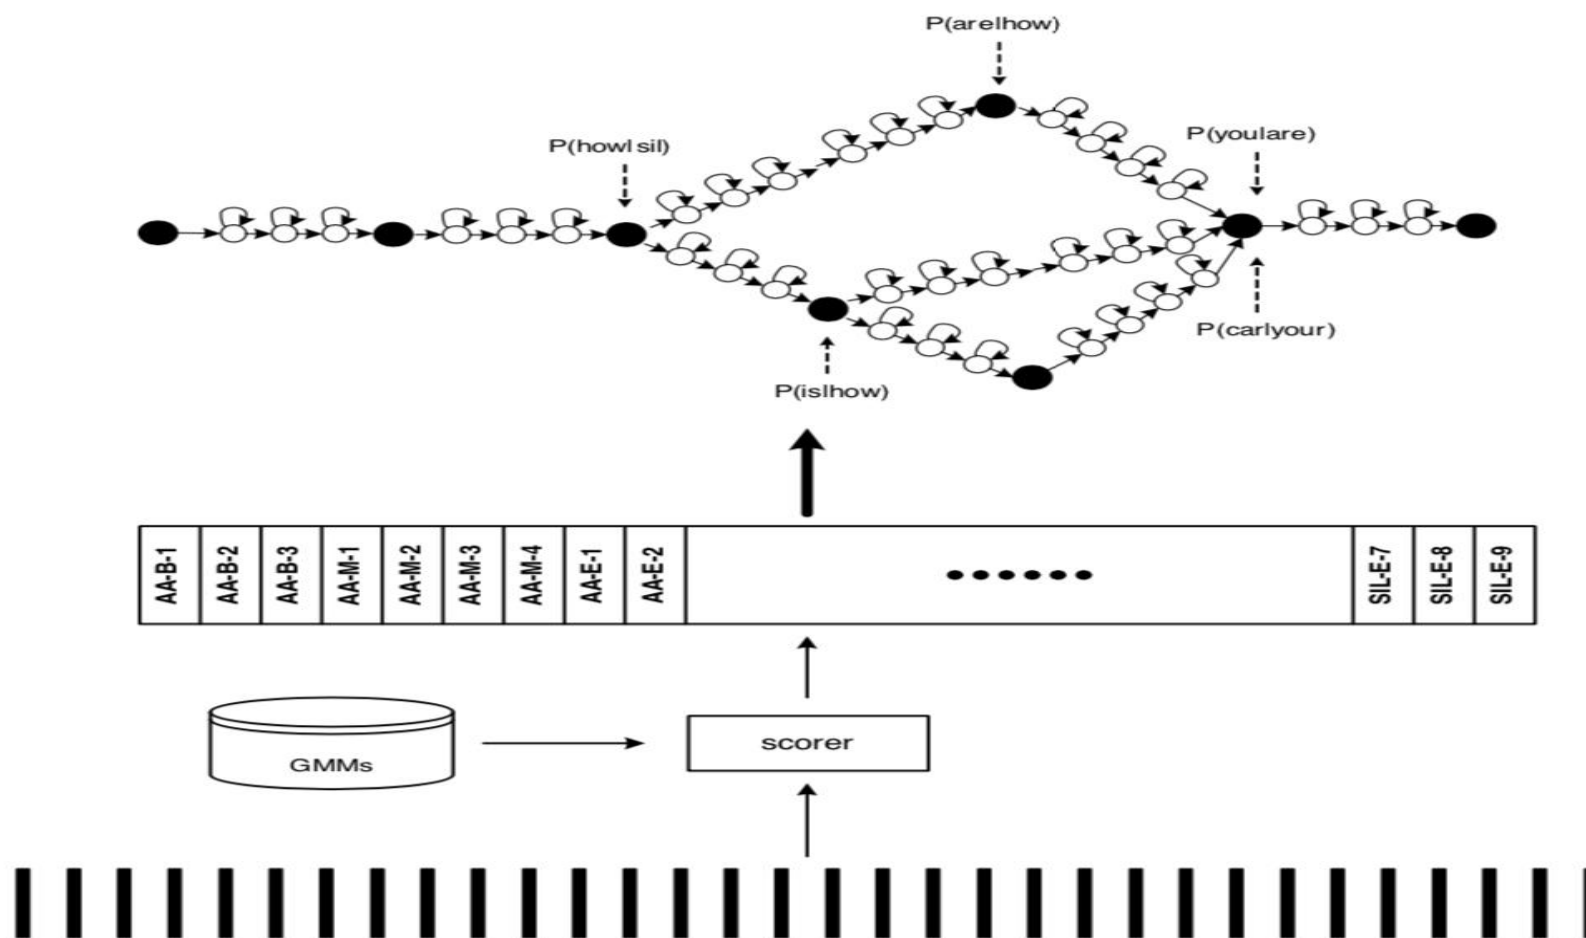 P(are|how)
P(you|are)
P(how|sil)
P(car|your)
P(is|how)
AA-B-1
AA-B-2
AA-B-3
AA-M-1
AA-M-2
AA-M-3
AA-M-4
AA-E-1
AA-E-2
SIL-E-7
SIL-E-8
SIL-E-9
scorer
GMMs